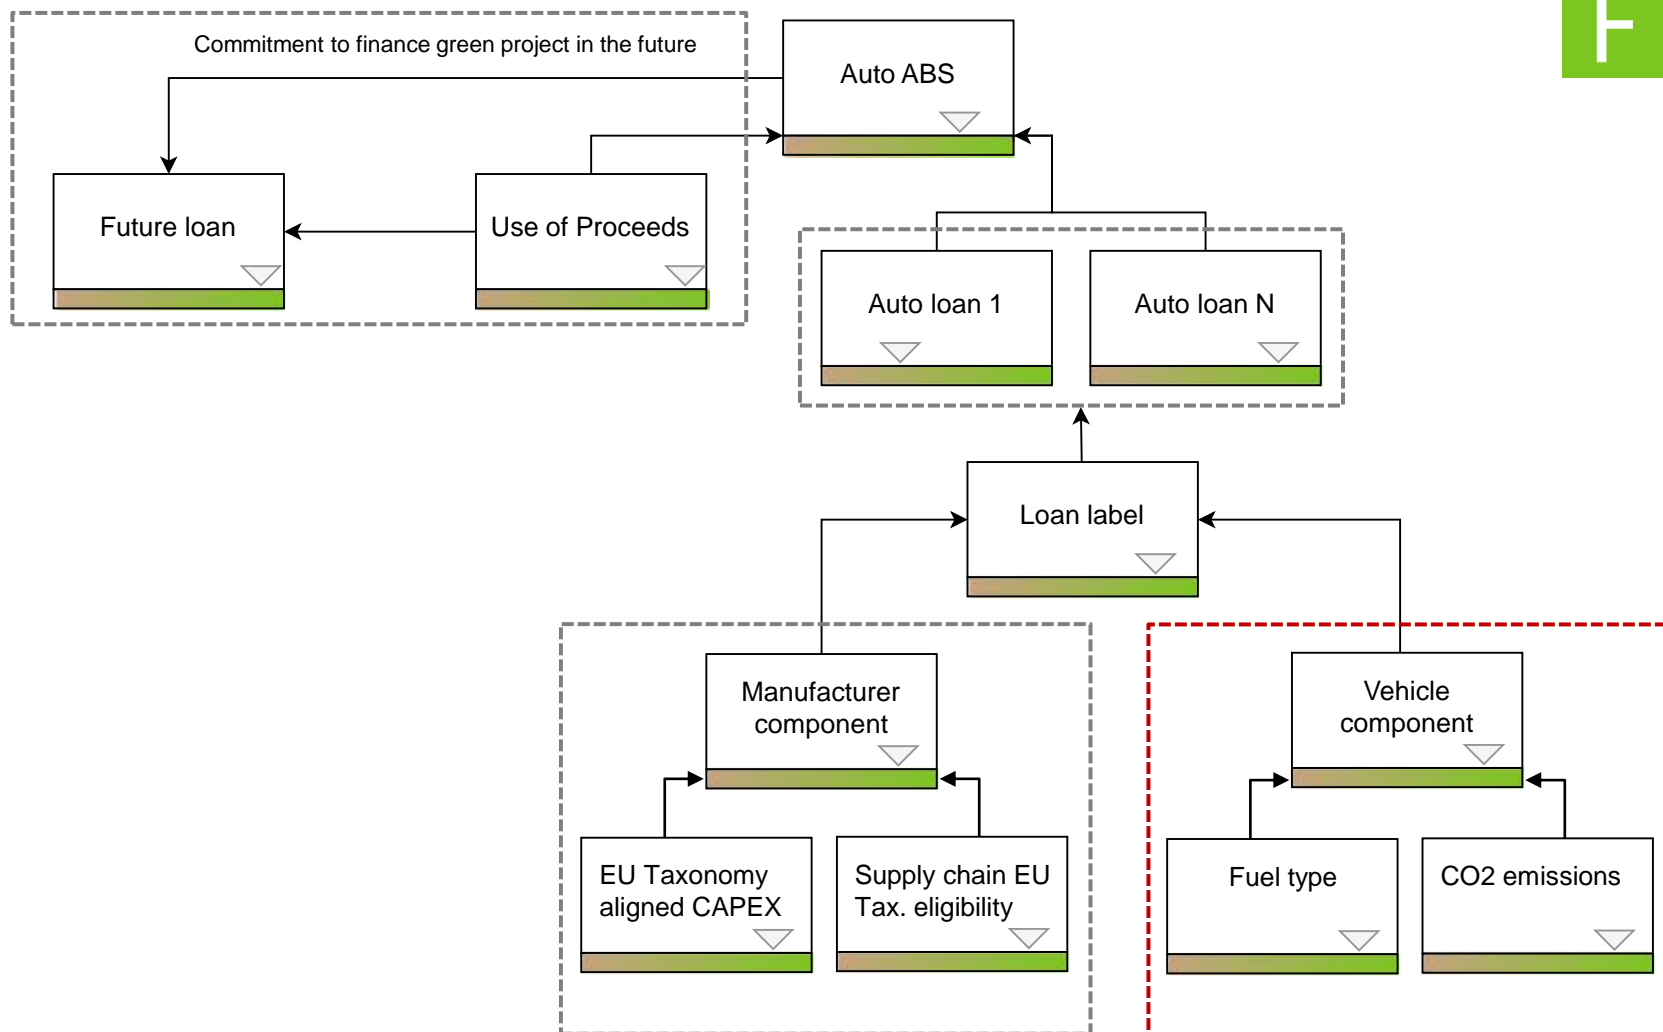 Commitment to finance green project in the future
Auto ABS
Future loan
Use of Proceeds
Auto loan 1
Auto loan N
Loan label
Manufacturer
component
Vehicle
component
EU Taxonomy
aligned CAPEX
Supply chain EU
Tax. eligibility
Fuel type
CO2 emissions